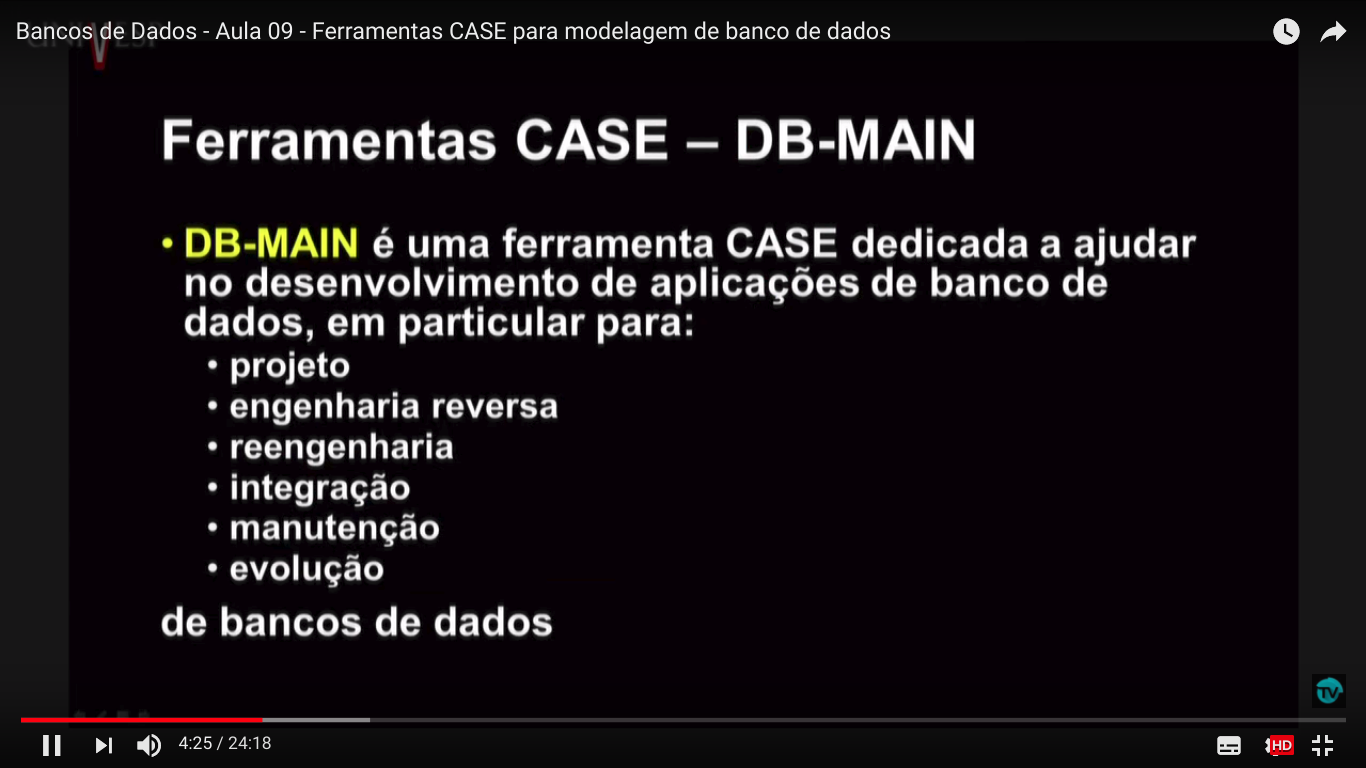 Bancos de Dados - Aula 09 - Ferramentas CASE para modelagem de banco de dados
UNIVESP
Ferramentas CASE – DB-MAIN
• DB-MAIN é uma ferramenta CASE dedicada a ajudar
no desenvolvimento de aplicações de banco de
dados, em particular para:
• projeto
• engenharia reversa
• reengenharia
• integração
• manutenção
• evolução
de bancos de dados
TV
4:25 / 24:18
HD